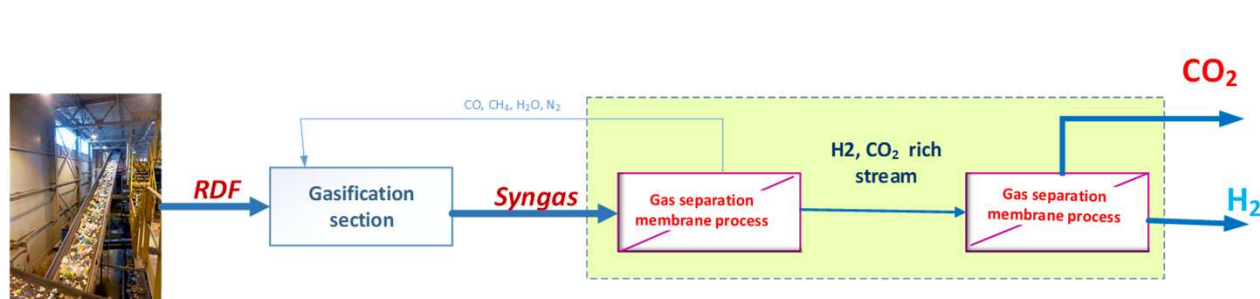 CO₂
CO, CH₄, H₂O, N₂
H2, CO₂ rich
stream
RDF
Gasification
section
Syngas
Gas separation
membrane process
Gas separation
membrane process
H₂